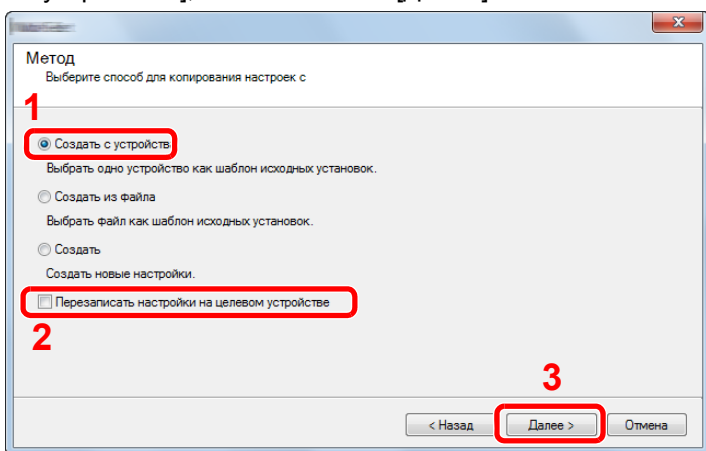 Метод
Выберите способ для копирования настроек с
1
Создать с устройств
Выбрать одно устройство как шаблон исходных установок.
Создать из файла
Выбрать файл как шаблон исходных установок.
Создать
Создать новые настройки.
Перезаписать настройки на целевом устройстве
2
3
< Назад Далее > Отмена